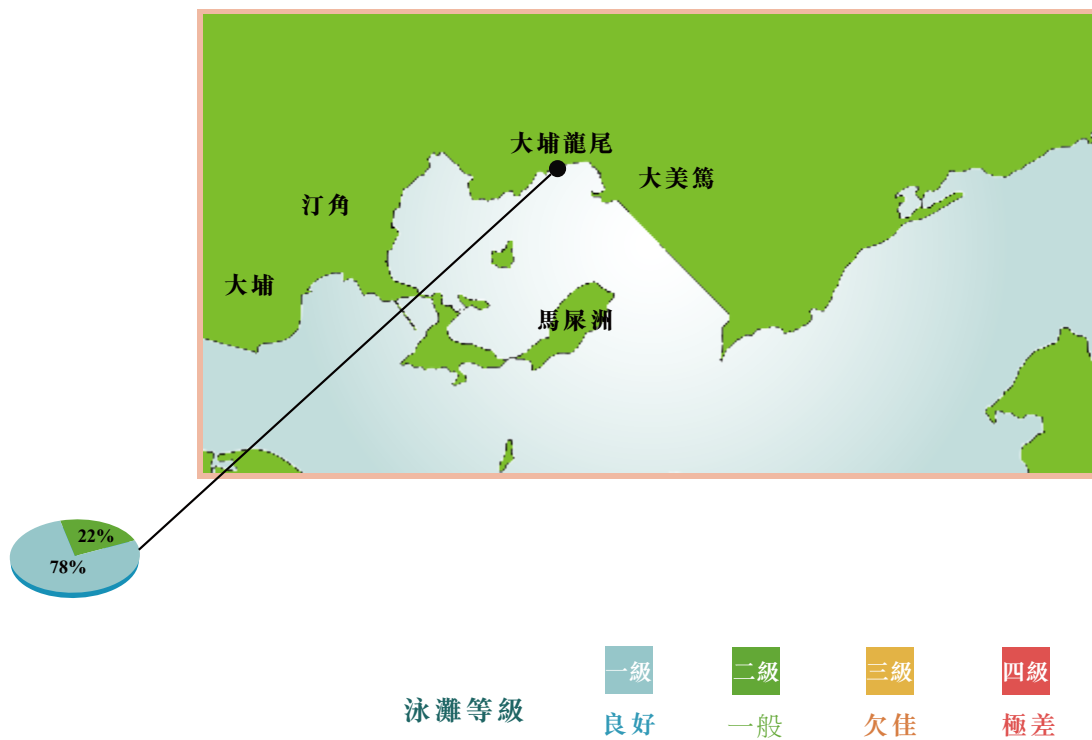 大埔龍尾
大美篤
汀角
大埔
馬屎洲
22%
78%
泳灘等級
一級
二級
三級
四級
良好
一般
欠佳
極差